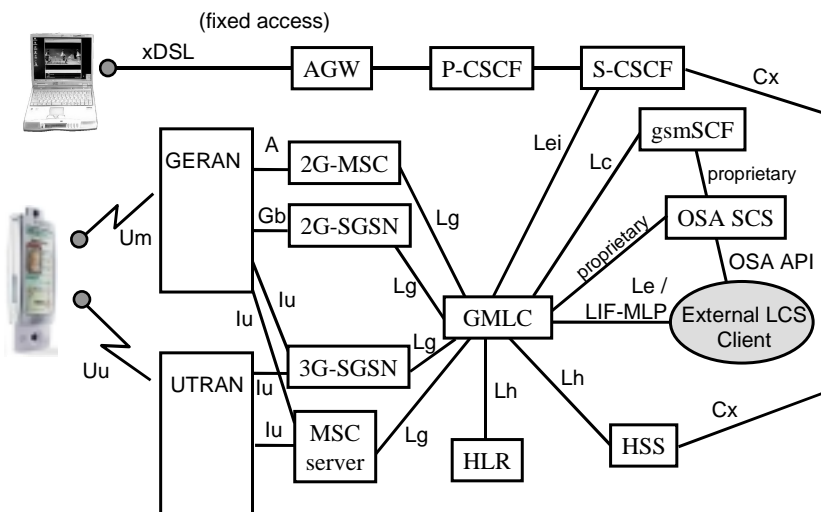 (fixed access)
xDSL
AGW
P-CSCF
S-CSCF
Cx
gsmSCF
Lei
Lc
proprietary
A
GERAN
2G-MSC
Gb
2G-SGSN
Lg
OSA SCS
Um
proprietary
OSA API
Lg
Iu
Iu
Le /
LIF-MLP
GMLC
External LCS
Client
Lg
3G-SGSN
Uu
UTRAN
Iu
Lh
Lh
Iu
MSC
server
Lg
HLR
HSS
Cx